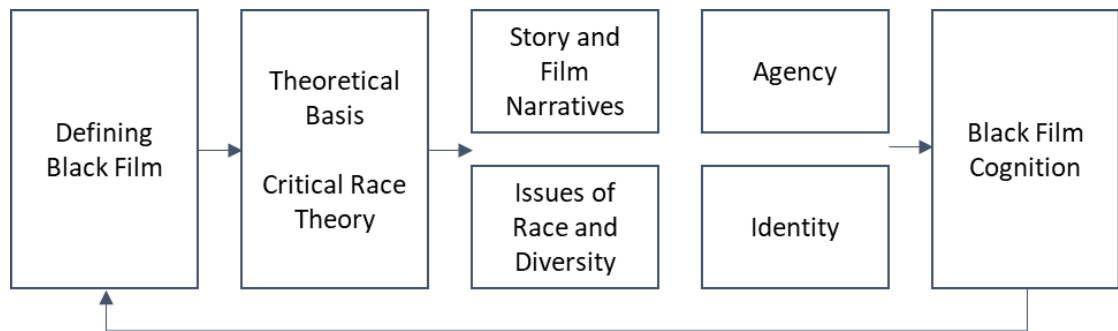 Defining
Black Film
Theoretical
Basis
Critical Race
Theory
Story and
Film
Narratives
Issues of
Race and
Diversity
Agency
Identity
Black Film
Cognition